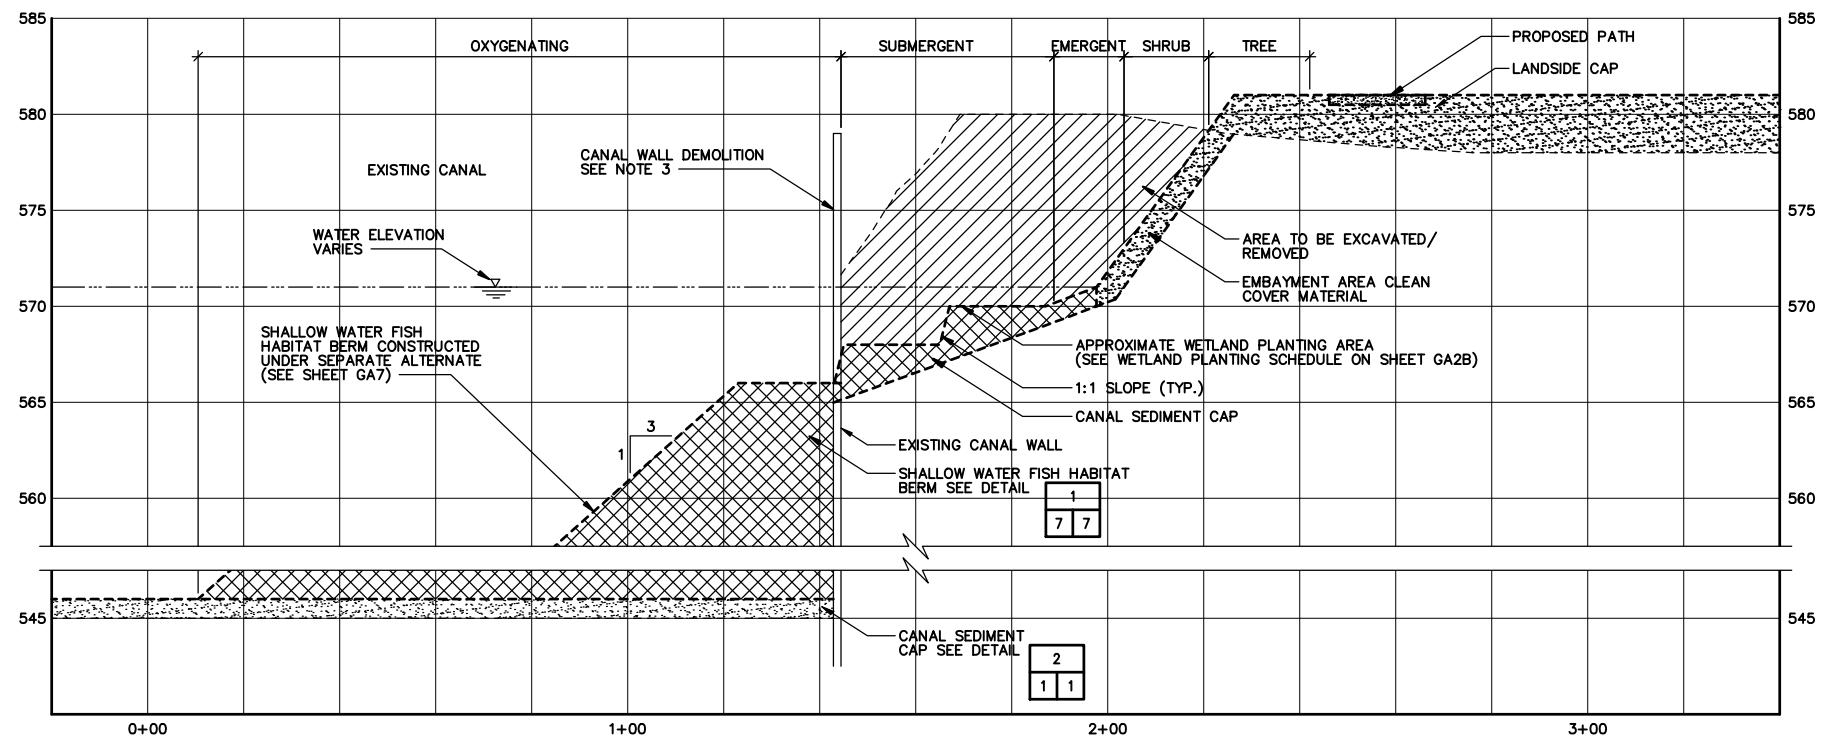 585
585
OXYGENATING
SUBMERGENT
EMERGENT
SHRUB
TREE
PROPOSED PATH
LANDSIDE CAP
580
580
EXISTING CANAL
CANAL WALL DEMOLITION
SEE NOTE 3
575
575
WATER ELEVATION
VARIES
AREA TO BE EXCAVATED/
REMOVED
EMBAYMENT AREA CLEAN
COVER MATERIAL
570
570
SHALLOW WATER FISH
HABITAT BERM CONSTRUCTED
UNDER SEPARATE ALTERNATE
(SEE SHEET GA7)
APPROXIMATE WETLAND PLANTING AREA
(SEE WETLAND PLANTING SCHEDULE ON SHEET GA2B)
1:1 SLOPE (TYP.)
CANAL SEDIMENT CAP
565
565
3
1
EXISTING CANAL WALL
SHALLOW WATER FISH HABITAT
BERM SEE DETAIL
1
7 7
560
560
545
545
CANAL SEDIMENT
CAP SEE DETAIL
2
1 1
0+00
1+00
2+00
3+00